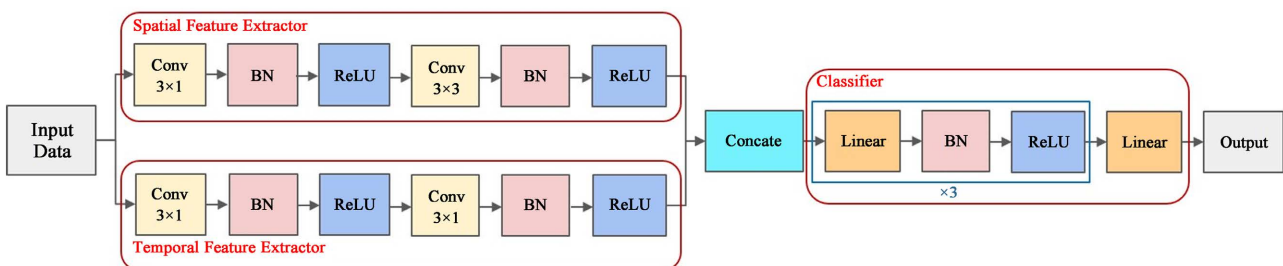 Spatial Feature Extractor
Conv
3×1
BN
ReLU
Conv
3×3
BN
ReLU
Input
Data
Temporal Feature Extractor
Conv
3×1
BN
ReLU
Conv
3×1
BN
ReLU
Concate
Classifier
Linear
BN
ReLU
×3
Linear
Output